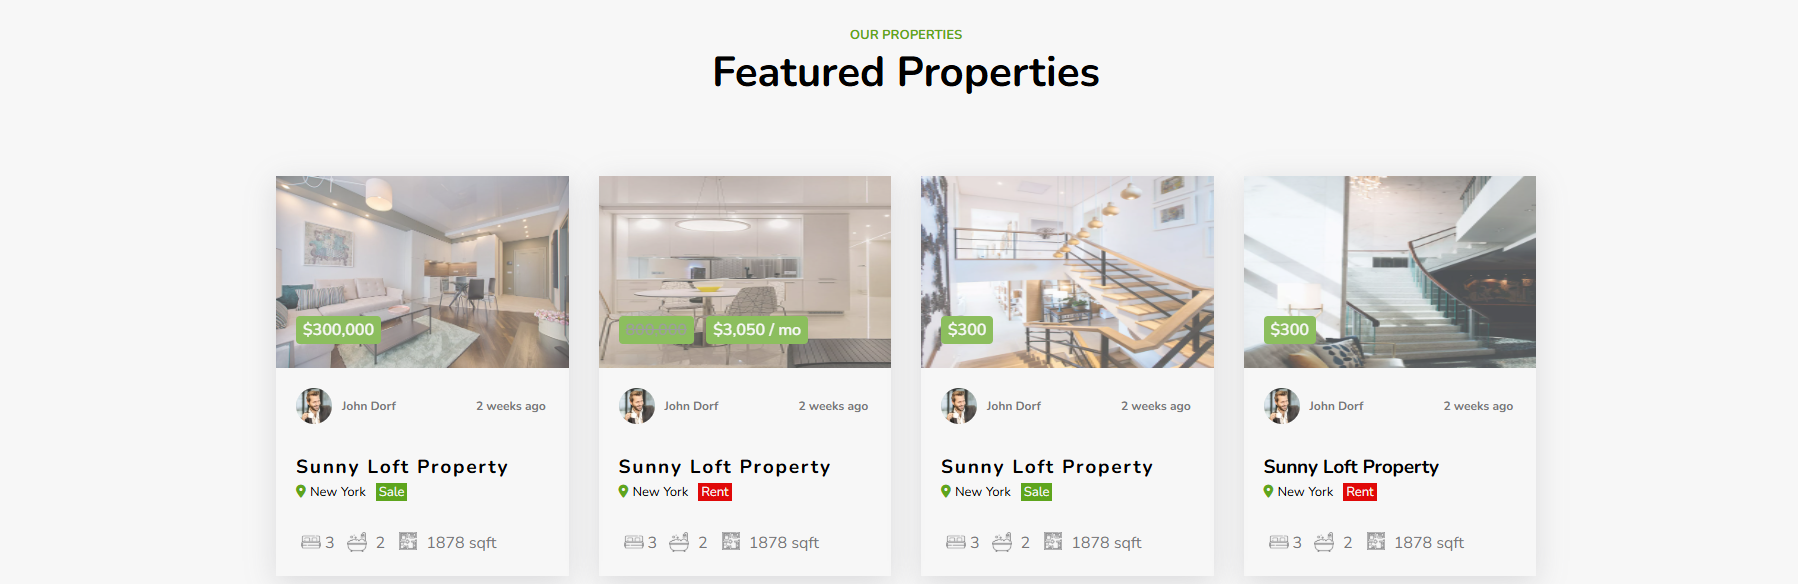 OUR PROPERTIES
Featured Properties
$300,000
John Dorf 2 weeks ago
Sunny Loft Property
New York Sale
3 2 1878 sqft
$3,050 / mo
John Dorf 2 weeks ago
Sunny Loft Property
New York Rent
3 2 1878 sqft
$300
John Dorf 2 weeks ago
Sunny Loft Property
New York Sale
3 2 1878 sqft
$300
John Dorf 2 weeks ago
Sunny Loft Property
New York Rent
3 2 1878 sqft